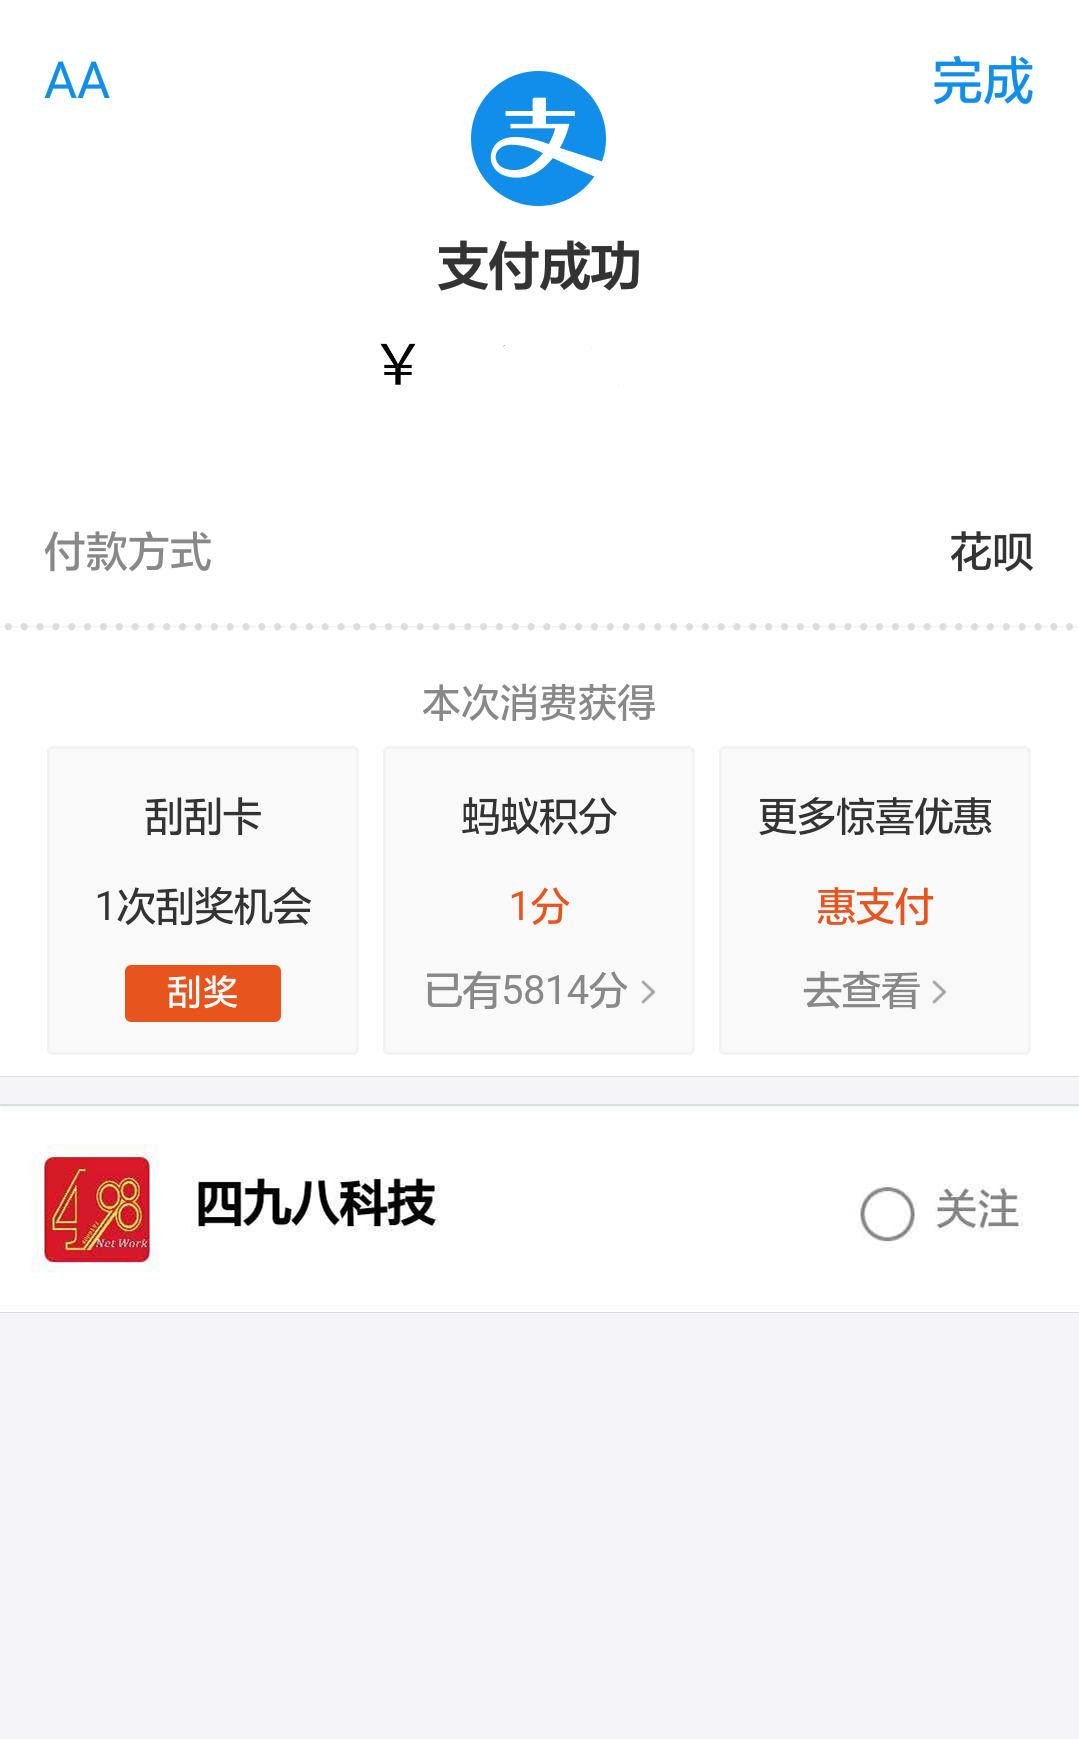 AA
完成
支付成功
¥
付款方式
花呗
本次消费获得
刮刮卡
蚂蚁积分
更多惊喜优惠
1次刮奖机会
1分
惠支付
刮奖
已有5814分
去查看
498
Net Work
四九八科技
关注